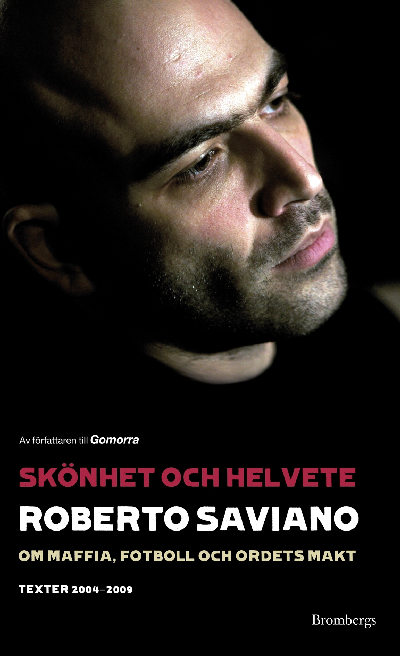 Av författaren till Gomorra
SKÖNHET OCH HELVETE
ROBERTO SAVIANO
OM MAFFIA, FOTBOLL OCH ORDETS MAKT
TEXTER 2004–2009
Brombergs